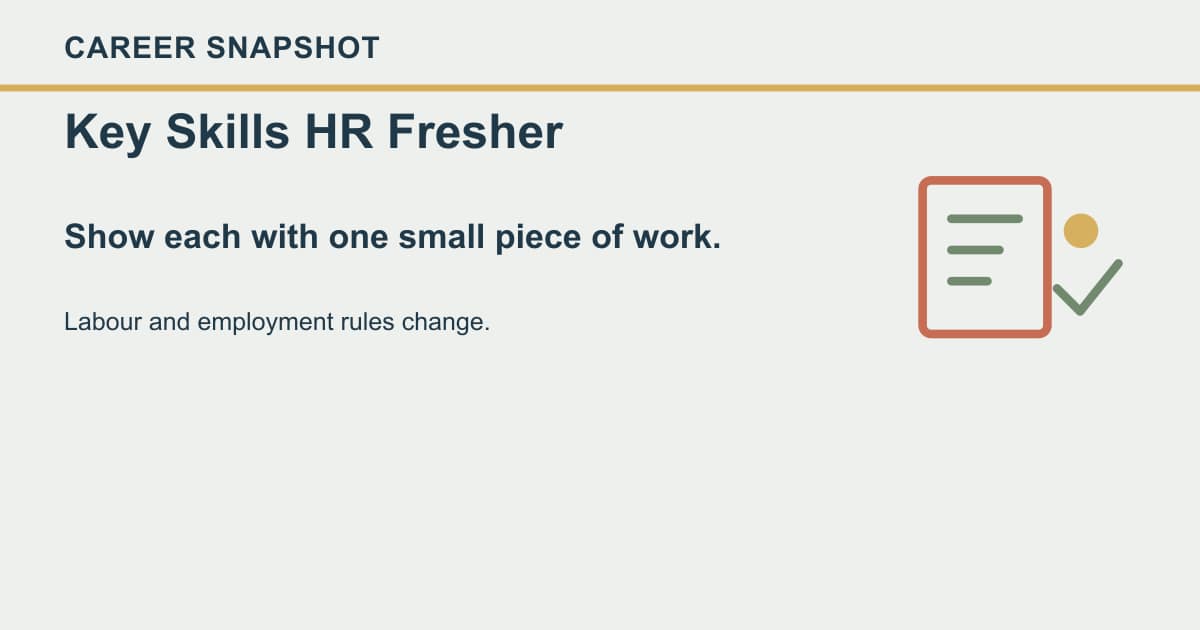 CAREER SNAPSHOT
Key Skills HR Fresher
Show each with one small piece of work.
Labour and employment rules change.